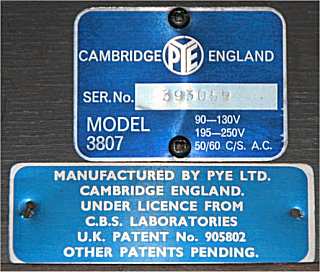 CAMBRIDGE PYE ENGLAND
SER.No. 393059
MODEL
3807
90–130V
195–250V
50/60 C/S. A.C.
MANUFACTURED BY PYE LTD.
CAMBRIDGE ENGLAND.
UNDER LICENCE FROM
C.B.S. LABORATORIES
U.K. PATENT No. 905802
OTHER PATENTS PENDING.